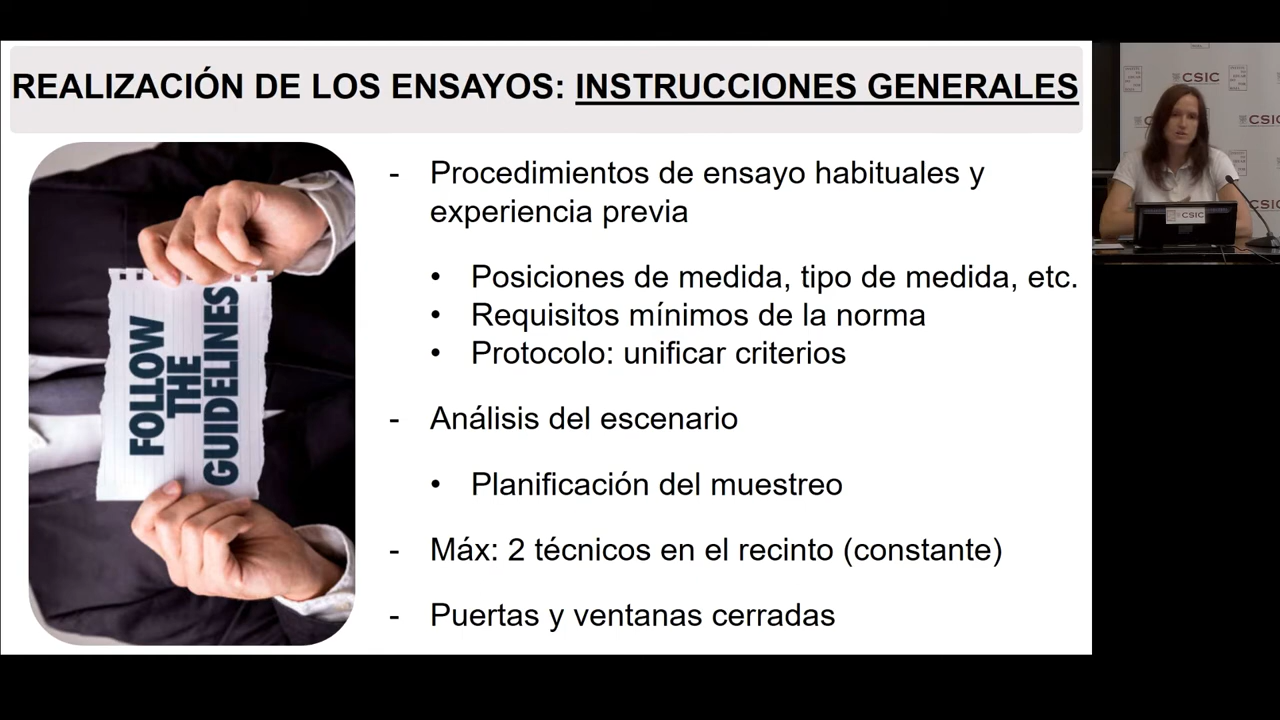 REALIZACIÓN DE LOS ENSAYOS: INSTRUCCIONES GENERALES
- Procedimientos de ensayo habituales y
experiencia previa
• Posiciones de medida, tipo de medida, etc.
• Requisitos mínimos de la norma
• Protocolo: unificar criterios
- Análisis del escenario
• Planificación del muestreo
- Máx: 2 técnicos en el recinto (constante)
- Puertas y ventanas cerradas
FOLLOW
THE
GUIDELINES
CSIC
CSIC
CSIC
CSIC